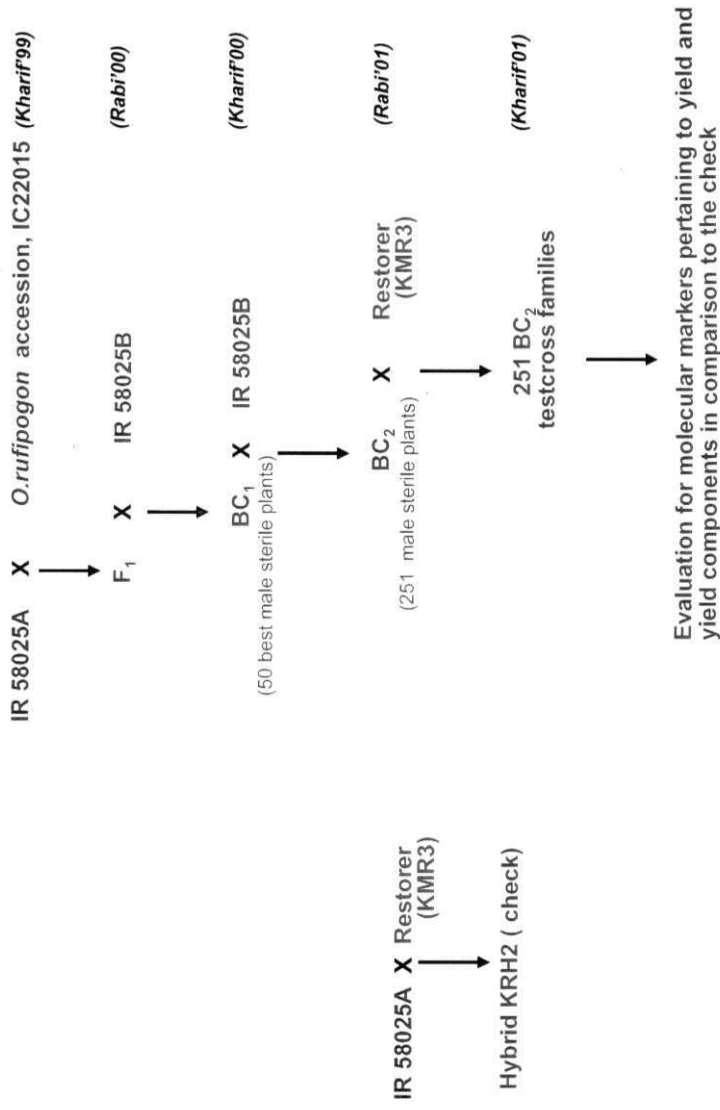 IR 58025A X O.rufipogon accession, IC22015 (Kharif'99)
F1 X IR 58025B (Rabi'00)
BC1 X IR 58025B (Kharif'00)
(50 best male sterile plants)
IR 58025A X Restorer
(KMR3)
BC2 X Restorer
(KMR3) (Rabi'01)
(251 male sterile plants)
Hybrid KRH2 ( check)
251 BC2
testcross families (Kharif'01)
Evaluation for molecular markers pertaining to yield and
yield components in comparison to the check